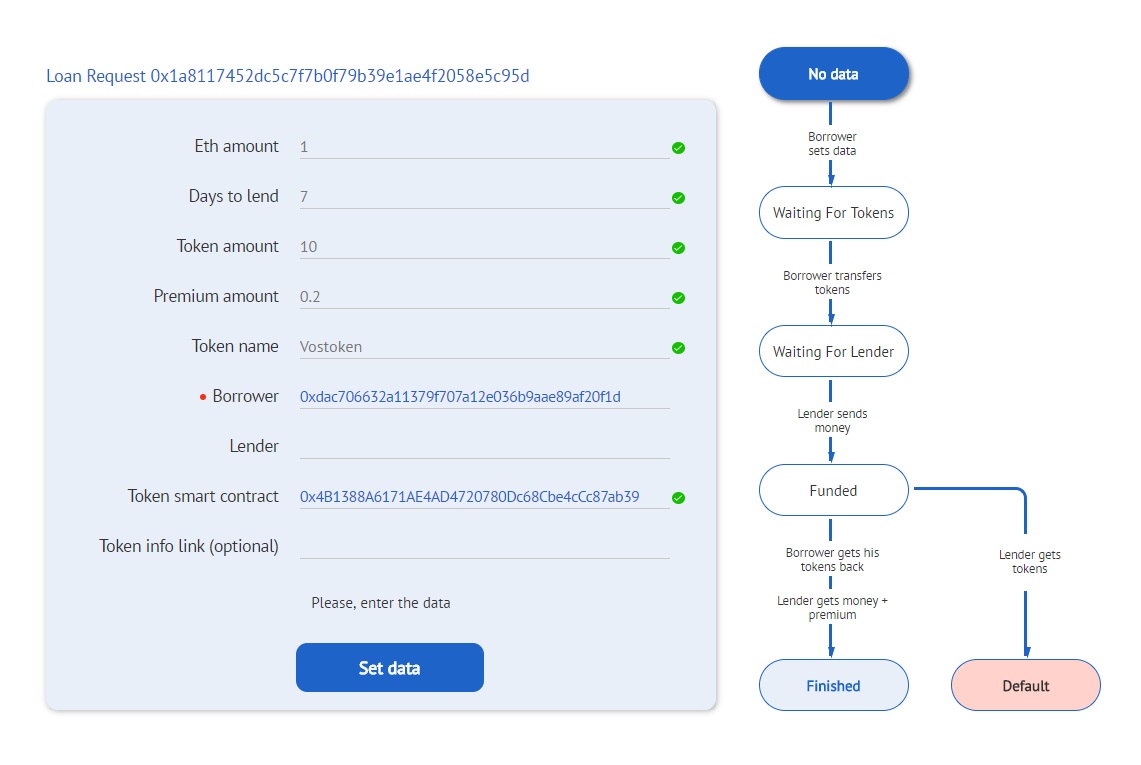 Loan Request 0x1a8117452dc5c7f7b0f79b39e1ae4f2058e5c95d
Eth amount 1
Days to lend 7
Token amount 10
Premium amount 0.2
Token name Vostoken
Borrower 0xdac706632a11379f707a12e036b9aae89af20f1d
Lender
Token smart contract 0x4B1388A6171AE4AD4720780Dc68Cbe4cCc87ab39
Token info link (optional)
Please, enter the data
Set data
No data
Borrower
sets data
Waiting For Tokens
Borrower transfers
tokens
Waiting For Lender
Lender sends
money
Funded
Borrower gets his
tokens back
Lender gets money +
premium
Finished
Lender gets
tokens
Default